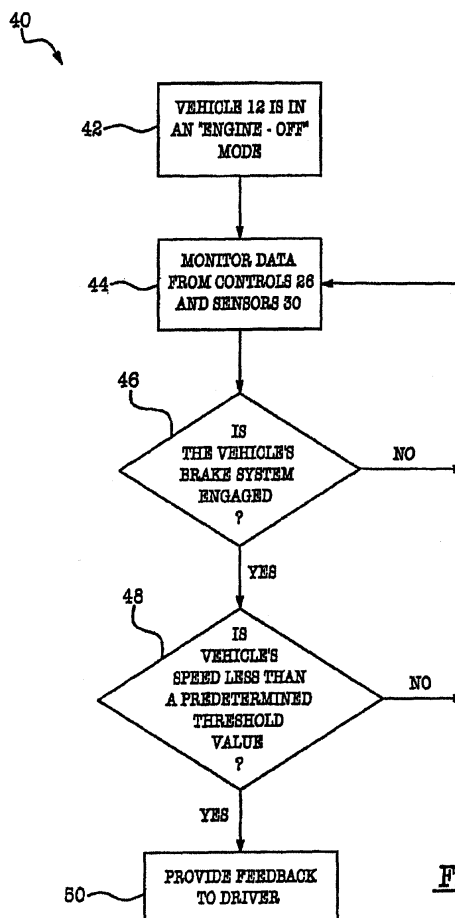 40
42
VEHICLE 12 IS IN
AN "ENGINE - OFF"
MODE
44
MONITOR DATA
FROM CONTROLS 26
AND SENSORS 30
46
IS
THE VEHICLE'S
BRAKE SYSTEM
ENGAGED
?
NO
YES
48
IS
VEHICLE'S
SPEED LESS THAN
A PREDETERMINED
THRESHOLD
VALUE
?
NO
YES
50
PROVIDE FEEDBACK
TO DRIVER
F